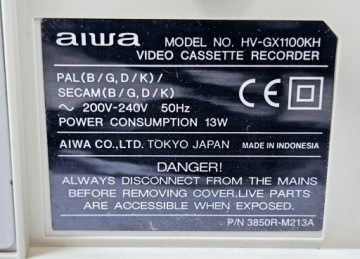 aiwa MODEL NO. HV-GX1100KH
VIDEO CASSETTE RECORDER
PAL(B/G,D/K)/
SECAM(B/G,D/K)
~ 200V-240V 50Hz
POWER CONSUMPTION 13W
CE
AIWA CO.,LTD. TOKYO JAPAN MADE IN INDONESIA
DANGER!
ALWAYS DISCONNECT FROM THE MAINS
BEFORE REMOVING COVER.LIVE PARTS
ARE ACCESSIBLE WHEN EXPOSED.
P/N 3850R-M213A